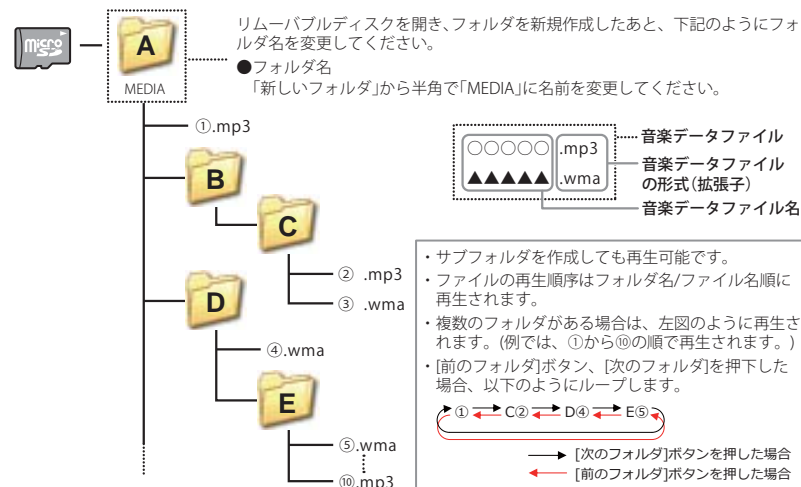 リムーバブルディスクを開き、フォルダを新規作成したあと、下記のようにフォ
ルダ名を変更してください。
●フォルダ名
「新しいフォルダ」から半角で「MEDIA」に名前を変更してください。
micro
SD
A
MEDIA
①.mp3
B
C
② .mp3
③ .wma
D
④.wma
E
⑤.wma
⑩.mp3
○○○○○ .mp3
▲▲▲▲▲ .wma
音楽データファイル
音楽データファイル
の形式（拡張子）
音楽データファイル名
・サブフォルダを作成しても再生可能です。
・ファイルの再生順序はフォルダ名/ファイル名順に
再生されます。
・複数のフォルダがある場合は、左図のように再生さ
れます。(例では、①から⑩の順で再生されます。)
・[前のフォルダ]ボタン、[次のフォルダ]を押下した
場合、以下のようにループします。
① C② D④ E⑤
[次のフォルダ]ボタンを押した場合
[前のフォルダ]ボタンを押した場合